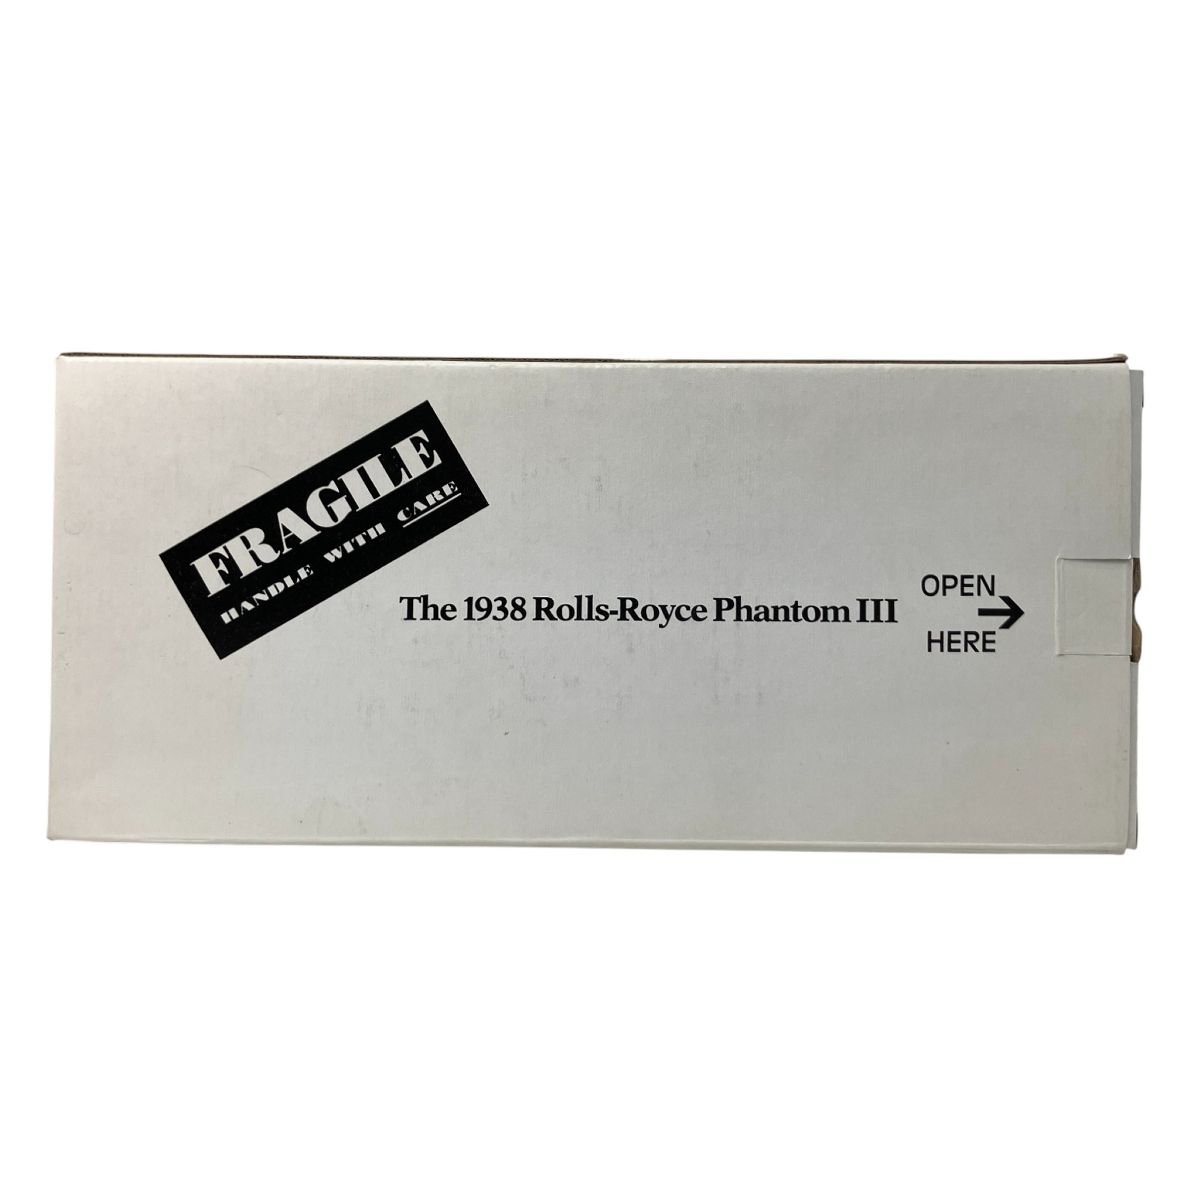 FRAGILE
HANDLE WITH CARE
The 1938 Rolls-Royce Phantom III
OPEN
HERE